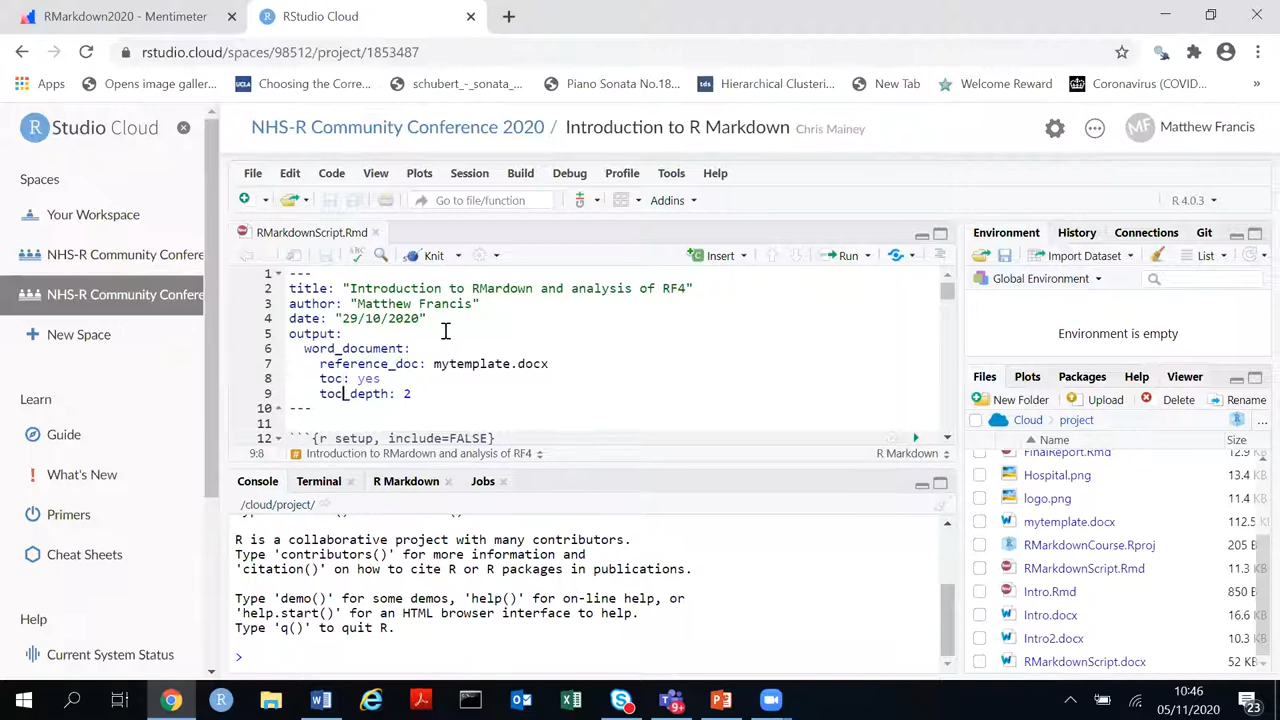 RMarkdown2020 - Mentimeter
RStudio Cloud
rstudio.cloud/spaces/98512/project/1853487
Apps
Opens image galler...
UCLA
Choosing the Corre...
schubert_-_sonata_...
Piano Sonata No.18...
tds
Hierarchical Clusteri...
New Tab
Welcome Reward
Coronavirus (COVID...
»
R Studio Cloud
NHS-R Community Conference 2020 / Introduction to R Markdown Chris Mainey
MF Matthew Francis
Spaces
Your Workspace
NHS-R Community Confere
NHS-R Community Confere
New Space
Learn
Guide
What's New
Primers
Cheat Sheets
Help
Current System Status
File Edit Code View Plots Session Build Debug Profile Tools Help
Go to file/function
Addins
R 4.0.3
RMarkdownScript.Rmd
ABC
Knit
Insert
Run
1 ---
2 title: "Introduction to RMardown and analysis of RF4"
3 author: "Matthew Francis"
4 date: "29/10/2020"
5 output:
6 word_document:
7 reference_doc: mytemplate.docx
8 toc: yes
9 toc_depth: 2
10 ---
11
12 ```{r setup, include=FALSE}
9:8 # Introduction to RMardown and analysis of RF4
R Markdown
Console Terminal R Markdown Jobs
/cloud/project/
R is a collaborative project with many contributors.
Type 'contributors()' for more information and
'citation()' on how to cite R or R packages in publications.
Type 'demo()' for some demos, 'help()' for on-line help, or
'help.start()' for an HTML browser interface to help.
Type 'q()' to quit R.
>
Environment History Connections Git
Import Dataset
List
Global Environment
Environment is empty
Files Plots Packages Help Viewer
New Folder Upload Delete Rename
Cloud project ...
Name Size
FinalReport.Rmd 12.9 K
Hospital.png 13.4 K
logo.png 11.4 K
mytemplate.docx 112.5 K
RMarkdownCourse.Rproj 205 B
RMarkdownScript.Rmd 11.3 K
Intro.Rmd 850 B
Intro.docx 16.6 K
Intro2.docx 10.3 K
RMarkdownScript.docx 52 KB
9+
10:46
05/11/2020
23